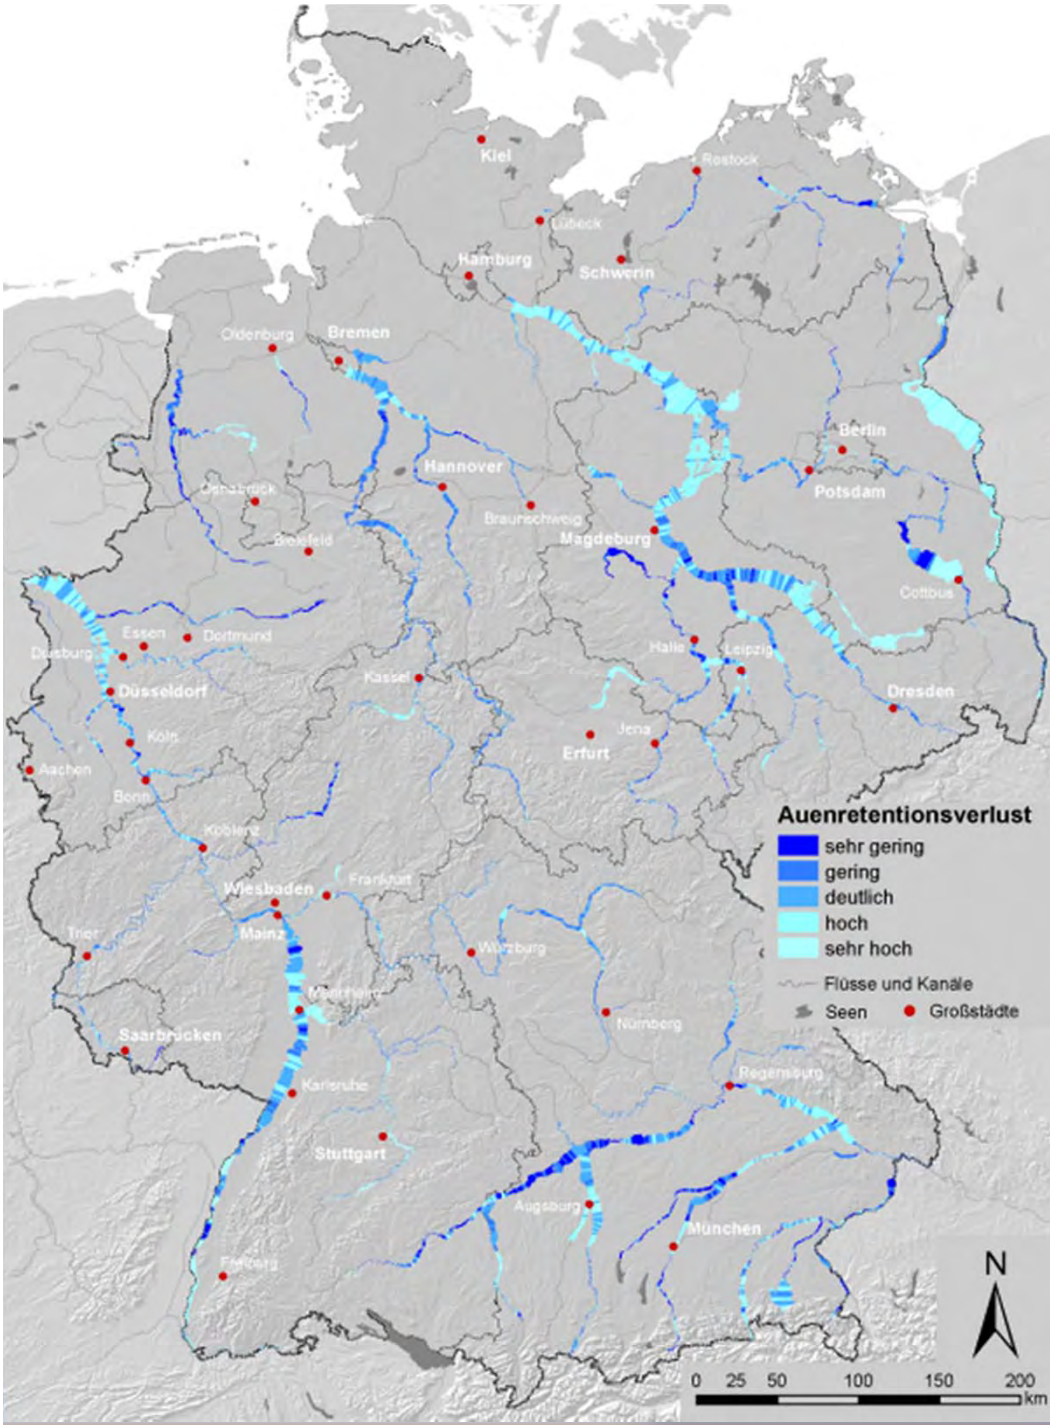 Kiel
Rostock
Lübeck
Hamburg
Schwerin
Oldenburg
Bremen
Berlin
Hannover
Potsdam
Osnabrück
Braunschweig
Magdeburg
Bielefeld
Cottbus
Essen
Dortmund
Duisburg
Halle
Leipzig
Kassel
Düsseldorf
Dresden
Köln
Jena
Erfurt
Aachen
Bonn
Koblenz
Auenretentionsverlust
sehr gering
gering
deutlich
hoch
sehr hoch
Flüsse und Kanäle
Seen
Großstädte
Frankfurt
Wiesbaden
Mainz
Trier
Würzburg
Mannheim
Nürnberg
Saarbrücken
Regensburg
Karlsruhe
Stuttgart
Augsburg
München
Freiburg
N
0 25 50 100 150 200
km